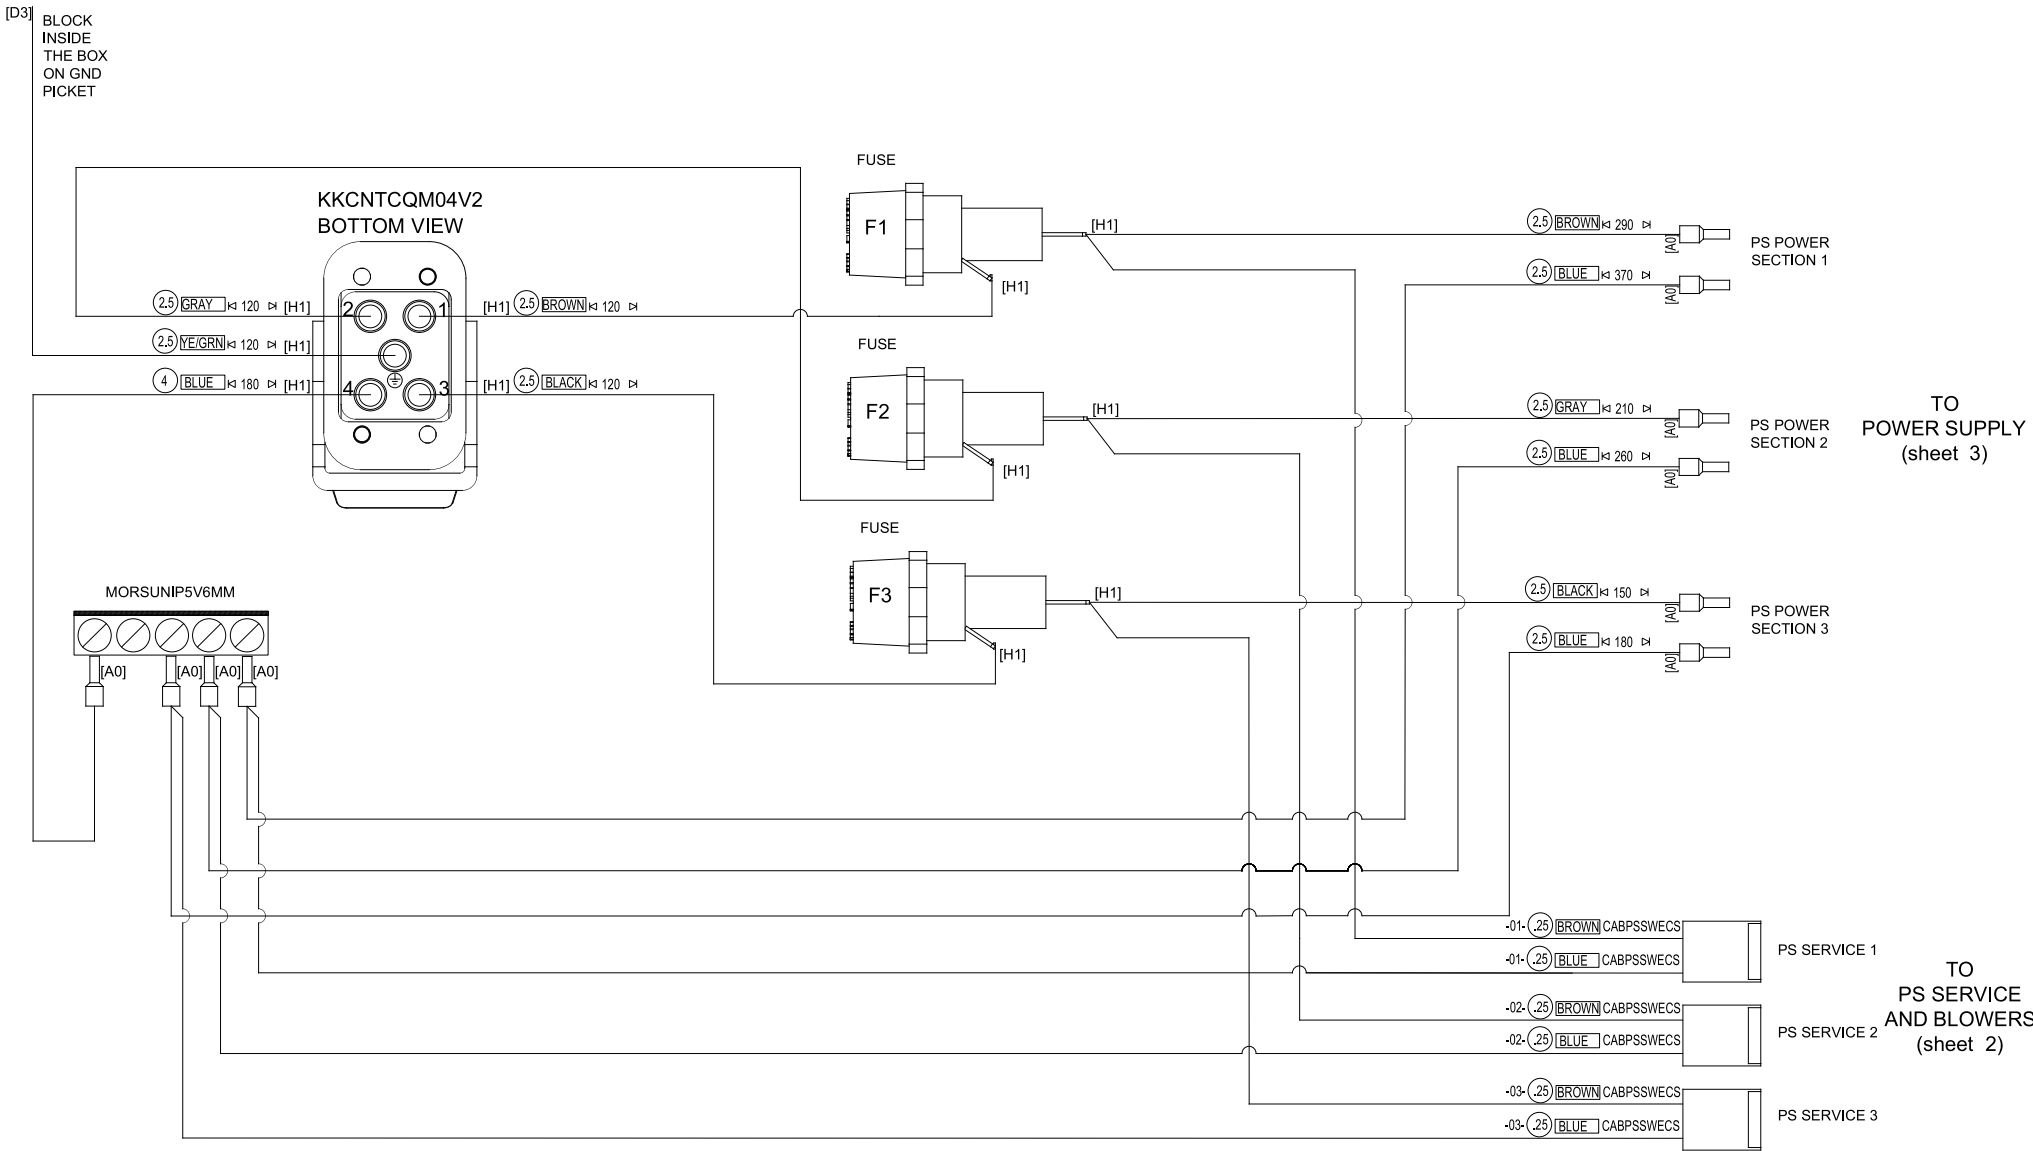 [D3]
BLOCK
INSIDE
THE BOX
ON GND
PICKET
KKCNTCQM04V2
BOTTOM VIEW
2.5 GRAY 120 [H1]
2.5 YE/GRN 120 [H1]
4 BLUE 180 [H1]
2
1
4
3
[H1] 2.5 BROWN 120
[H1] 2.5 BLACK 120
FUSE
F1
[H1]
[H1]
FUSE
F2
[H1]
[H1]
FUSE
F3
[H1]
[H1]
2.5 BROWN 290
[A0]
2.5 BLUE 370
[A0]
PS POWER
SECTION 1
2.5 GRAY 210
[A0]
2.5 BLUE 260
[A0]
PS POWER
SECTION 2
TO
POWER SUPPLY
(sheet 3)
2.5 BLACK 150
[A0]
2.5 BLUE 180
[A0]
PS POWER
SECTION 3
MORSUNIP5V6MM
[A0] [A0] [A0] [A0]
-01- .25 BROWN CABPSSWECS
-01- .25 BLUE CABPSSWECS
PS SERVICE 1
-02- .25 BROWN CABPSSWECS
-02- .25 BLUE CABPSSWECS
PS SERVICE 2
-03- .25 BROWN CABPSSWECS
-03- .25 BLUE CABPSSWECS
PS SERVICE 3
TO
PS SERVICE
AND BLOWERS
(sheet 2)